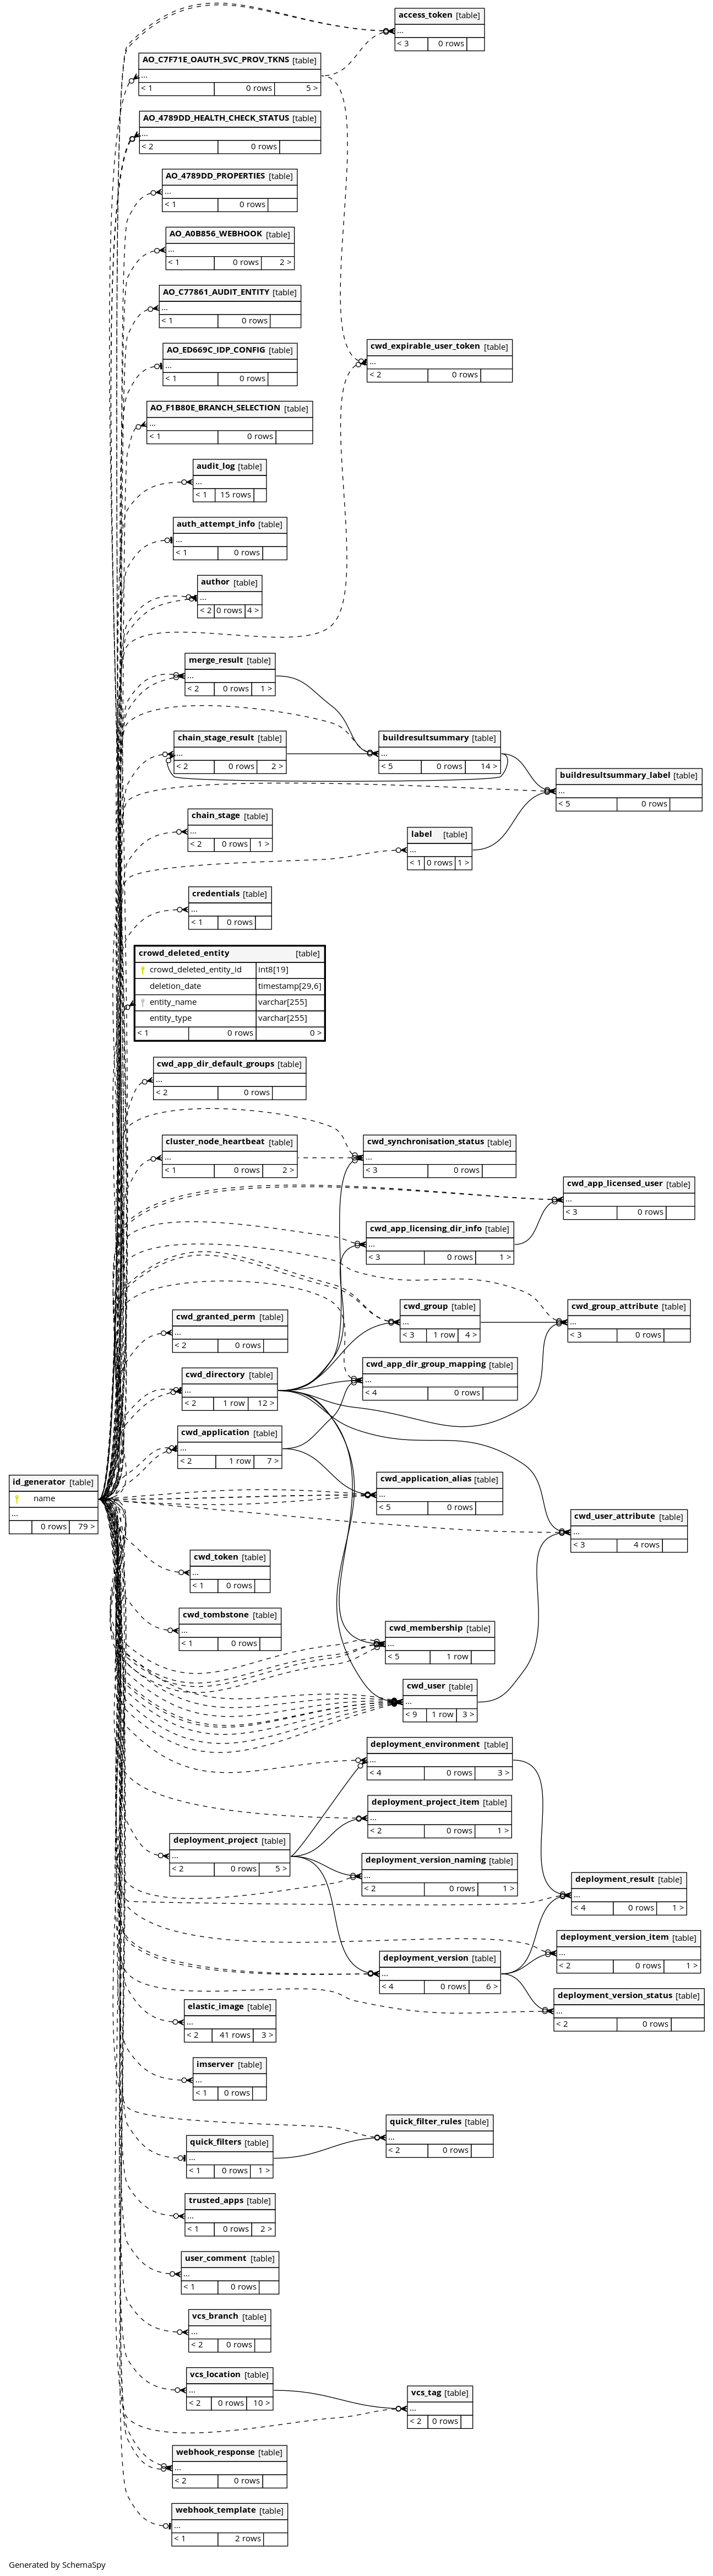 access_token [table]
...
< 3 0 rows
AO_C7F71E_OAUTH_SVC_PROV_TKNS [table]
...
< 1 0 rows 5 >
AO_4789DD_HEALTH_CHECK_STATUS [table]
...
< 2 0 rows
AO_4789DD_PROPERTIES [table]
...
< 1 0 rows
AO_A0B856_WEBHOOK [table]
...
< 1 0 rows 2 >
AO_C77861_AUDIT_ENTITY [table]
...
< 1 0 rows
cwd_expirable_user_token [table]
...
< 2 0 rows
AO_ED669C_IDP_CONFIG [table]
...
< 1 0 rows
AO_F1B80E_BRANCH_SELECTION [table]
...
< 1 0 rows
audit_log [table]
...
< 1 15 rows
auth_attempt_info [table]
...
< 1 0 rows
author [table]
...
< 2 0 rows 4 >
merge_result [table]
...
< 2 0 rows 1 >
chain_stage_result [table]
...
< 2 0 rows 2 >
buildresultsummary [table]
...
< 5 0 rows 14 >
buildresultsummary_label [table]
...
< 5 0 rows
chain_stage [table]
...
< 2 0 rows 1 >
label [table]
...
< 1 0 rows 1 >
credentials [table]
...
< 1 0 rows
crowd_deleted_entity [table]
crowd_deleted_entity_id int8[19]
deletion_date timestamp[29,6]
entity_name varchar[255]
entity_type varchar[255]
< 1 0 rows 0 >
cwd_app_dir_default_groups [table]
...
< 2 0 rows
cluster_node_heartbeat [table]
...
< 1 0 rows 2 >
cwd_synchronisation_status [table]
...
< 3 0 rows
cwd_app_licensed_user [table]
...
< 3 0 rows
cwd_app_licensing_dir_info [table]
...
< 3 0 rows 1 >
cwd_granted_perm [table]
...
< 2 0 rows
cwd_group [table]
...
< 3 1 row 4 >
cwd_group_attribute [table]
...
< 3 0 rows
cwd_directory [table]
...
< 2 1 row 12 >
cwd_app_dir_group_mapping [table]
...
< 4 0 rows
cwd_application [table]
...
< 2 1 row 7 >
id_generator [table]
name
...
0 rows 79 >
cwd_application_alias [table]
...
< 5 0 rows
cwd_user_attribute [table]
...
< 3 4 rows
cwd_token [table]
...
< 1 0 rows
cwd_tombstone [table]
...
< 1 0 rows
cwd_membership [table]
...
< 5 1 row
cwd_user [table]
...
< 9 1 row 3 >
deployment_environment [table]
...
< 4 0 rows 3 >
deployment_project_item [table]
...
< 2 0 rows 1 >
deployment_project [table]
...
< 2 0 rows 5 >
deployment_version_naming [table]
...
< 2 0 rows 1 >
deployment_result [table]
...
< 4 0 rows 1 >
deployment_version_item [table]
...
< 2 0 rows 1 >
deployment_version [table]
...
< 4 0 rows 6 >
deployment_version_status [table]
...
< 2 0 rows
elastic_image [table]
...
< 2 41 rows 3 >
imserver [table]
...
< 1 0 rows
quick_filter_rules [table]
...
< 2 0 rows
quick_filters [table]
...
< 1 0 rows 1 >
trusted_apps [table]
...
< 1 0 rows 2 >
user_comment [table]
...
< 1 0 rows
vcs_branch [table]
...
< 2 0 rows
vcs_location [table]
...
< 2 0 rows 10 >
vcs_tag [table]
...
< 2 0 rows
webhook_response [table]
...
< 2 0 rows
webhook_template [table]
...
< 1 2 rows
Generated by SchemaSpy